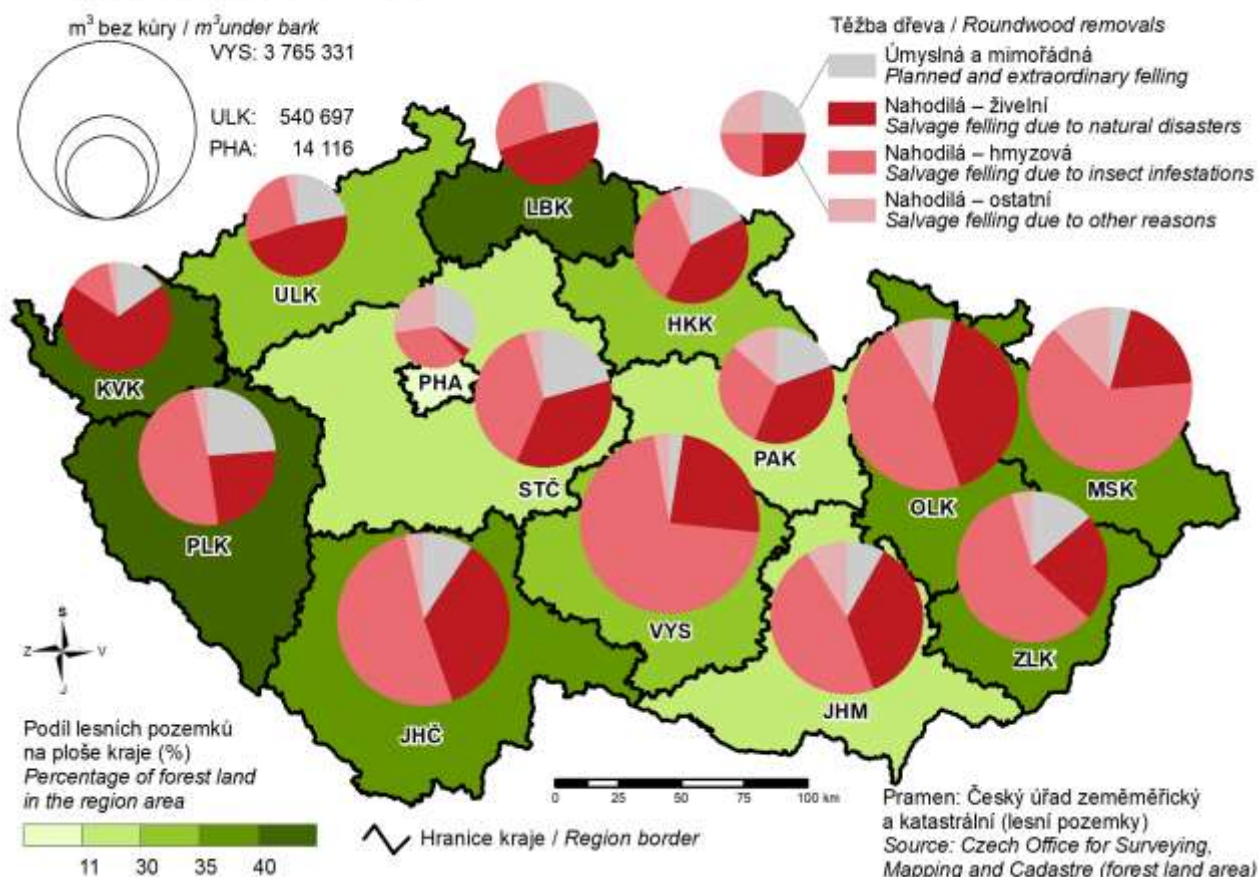 m³ bez kůry / m³under bark
VYS: 3 765 331
ULK: 540 697
PHA: 14 116
Těžba dřeva / Roundwood removals
Úmyslná a mimořádná
Planned and extraordinary felling
Nahodilá – živelní
Salvage felling due to natural disasters
Nahodilá – hmyzová
Salvage felling due to insect infestations
Nahodilá – ostatní
Salvage felling due to other reasons
LBK
ULK
HKK
KVK
PHA
PAK
STČ
OLK
MSK
PLK
VYS
ZLK
JHM
JHČ
S
Z V
J
Podíl lesních pozemků
na ploše kraje (%)
Percentage of forest land
in the region area
11 30 35 40
Hranice kraje / Region border
0 25 50 75 100 km
Pramen: Český úřad zeměměřický
a katastrální (lesní pozemky)
Source: Czech Office for Surveying,
Mapping and Cadastre (forest land area)